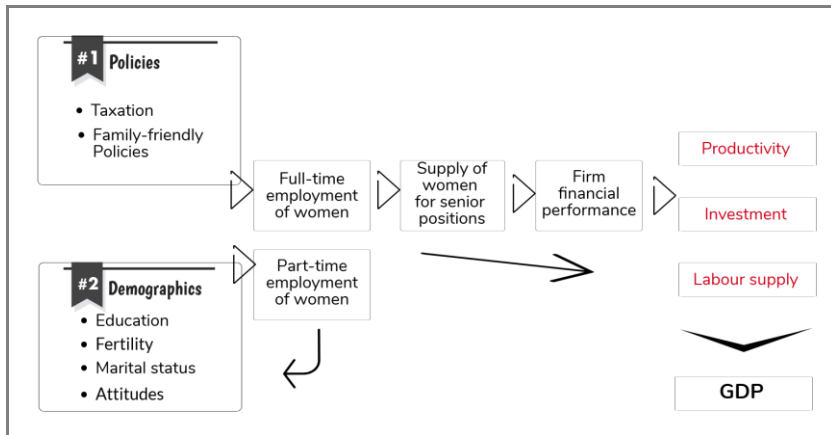 #1 Policies
Taxation
Family-friendly
Policies
Full-time
employment
of women
Supply of
women
for senior
positions
Firm
financial
performance
Productivity
Investment
Labour supply
GDP
#2 Demographics
Education
Fertility
Marital status
Attitudes
Part-time
employment
of women